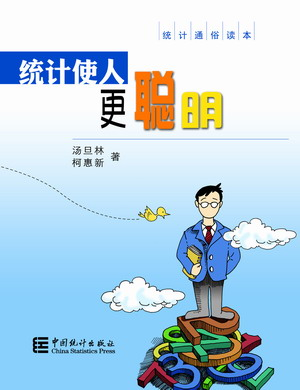 统计通俗读本
统计使人
更聪明
汤旦林
柯惠新 著
中国统计出版社
China Statistics Press